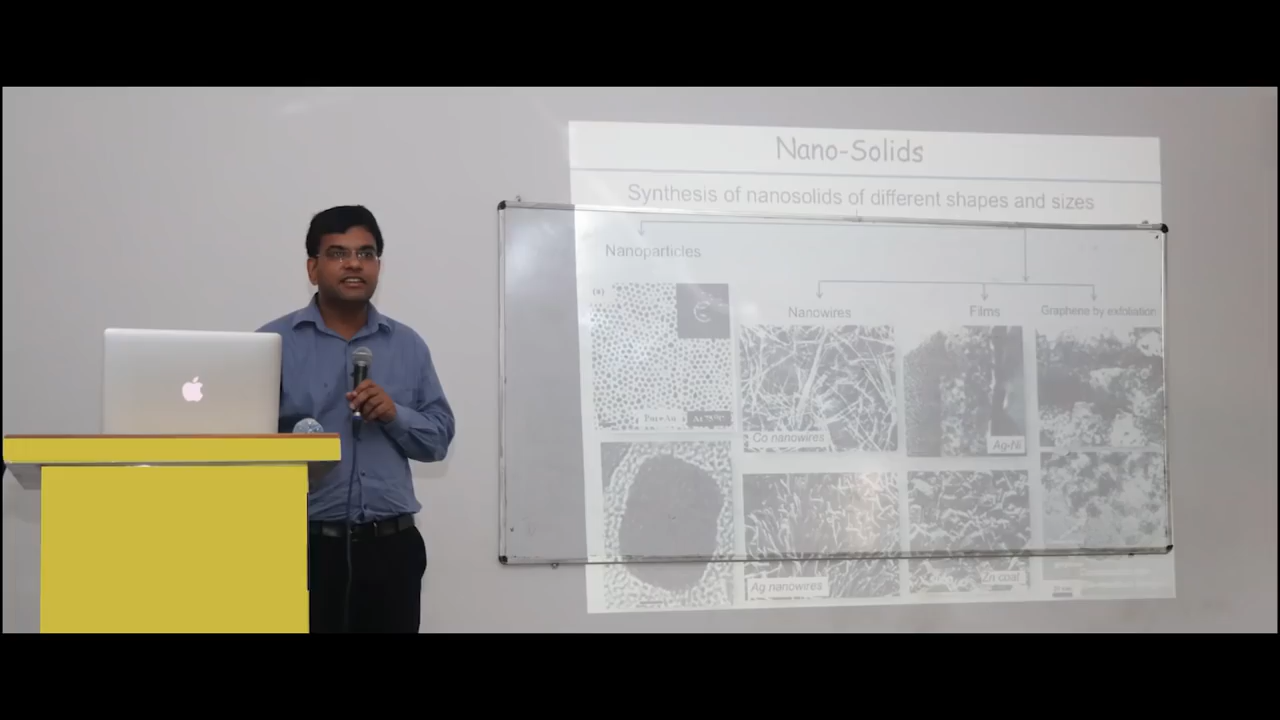 Nano-Solids
Synthesis of nanosolids of different shapes and sizes
Nanoparticles
Nanowires
Films
Graphene by exfoliation
(a)
Co nanowires
Ag-Ni
Ag nanowires
Zn coat